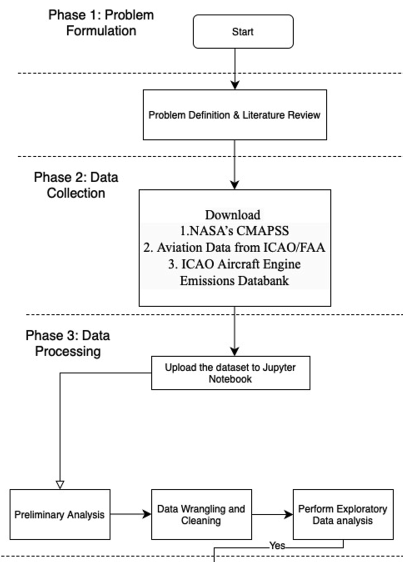 Phase 1: Problem
Formulation
Start
Problem Definition & Literature Review
Phase 2: Data
Collection
Download
1.NASA's CMAPSS
2. Aviation Data from ICAO/FAA
3. ICAO Aircraft Engine
Emissions Databank
Phase 3: Data
Processing
Upload the dataset to Jupyter
Notebook
Preliminary Analysis
Data Wrangling and
Cleaning
Perform Exploratory
Data analysis
Yes